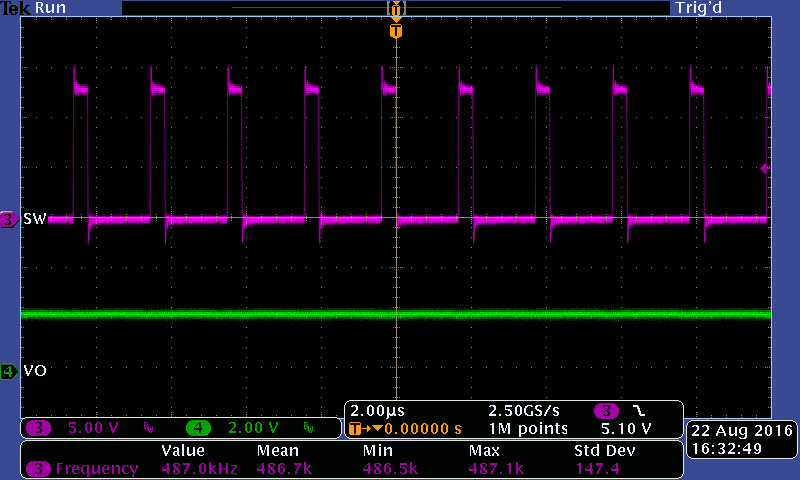 Tek Run Trig'd
T
T
3 SW
4 VO
2.00µs 2.50GS/s 3
T→▼0.00000 s 1M points 5.10 V
3 5.00 V BW 4 2.00 V BW
22 Aug 2016
16:32:49
Value Mean Min Max Std Dev
3 Frequency 487.0kHz 486.7k 486.5k 487.1k 147.4